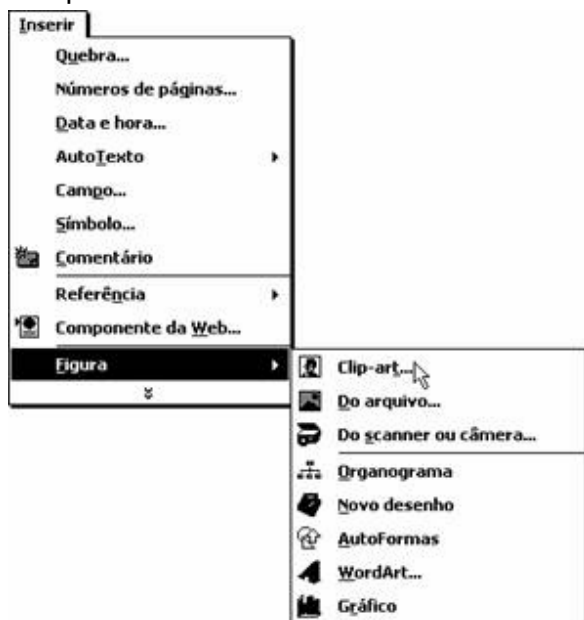 Inserir
Quebra...
Números de páginas...
Data e hora...
AutoTexto
Campo...
Símbolo...
Comentário
Referência
Componente da Web...
Figura
Clip-art...
Do arquivo...
Do scanner ou câmera...
Organograma
Novo desenho
AutoFormas
WordArt...
Gráfico